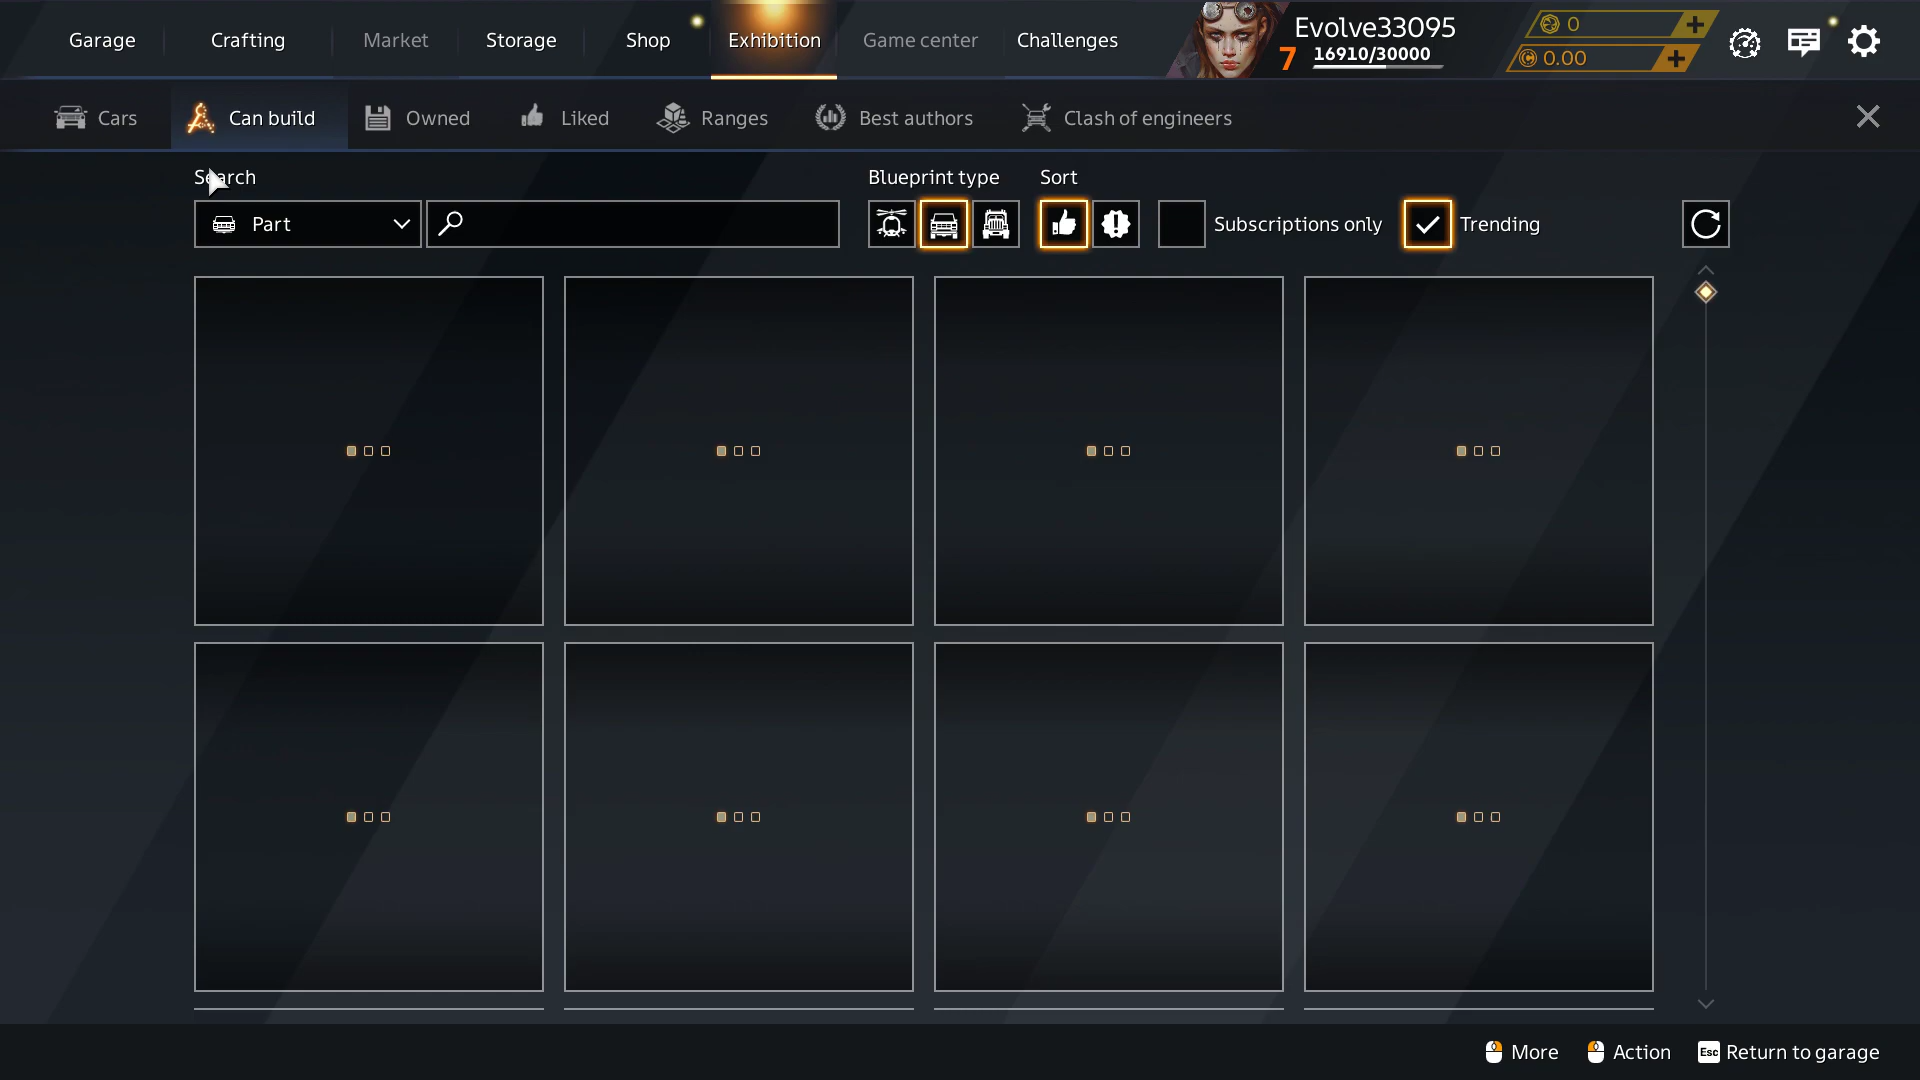 Garage
Crafting
Market
Storage
Shop
Exhibition
Game center
Challenges
7
Evolve33095
16910/30000
0
0.00
Cars
Can build
Owned
Liked
Ranges
Best authors
Clash of engineers
Search
Blueprint type
Sort
Part
Subscriptions only
Trending
More
Action
Esc Return to garage